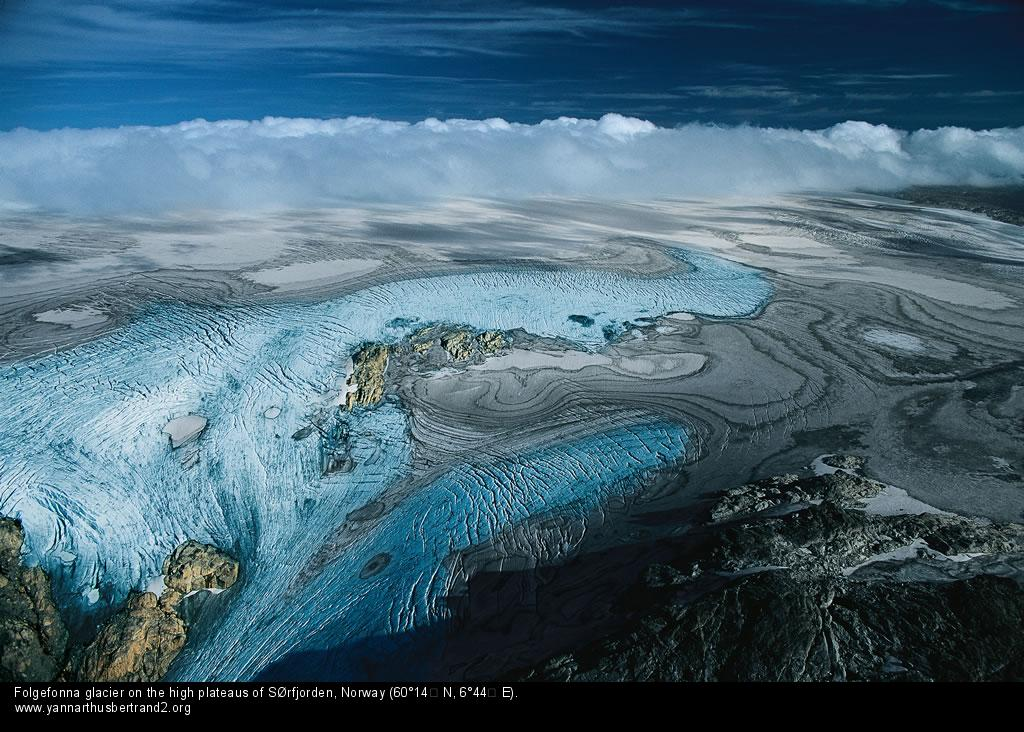 Folgefonna glacier on the high plateaus of SØrfjorden, Norway (60°14□ N, 6°44□ E).
www.yannarthusbertrand2.org